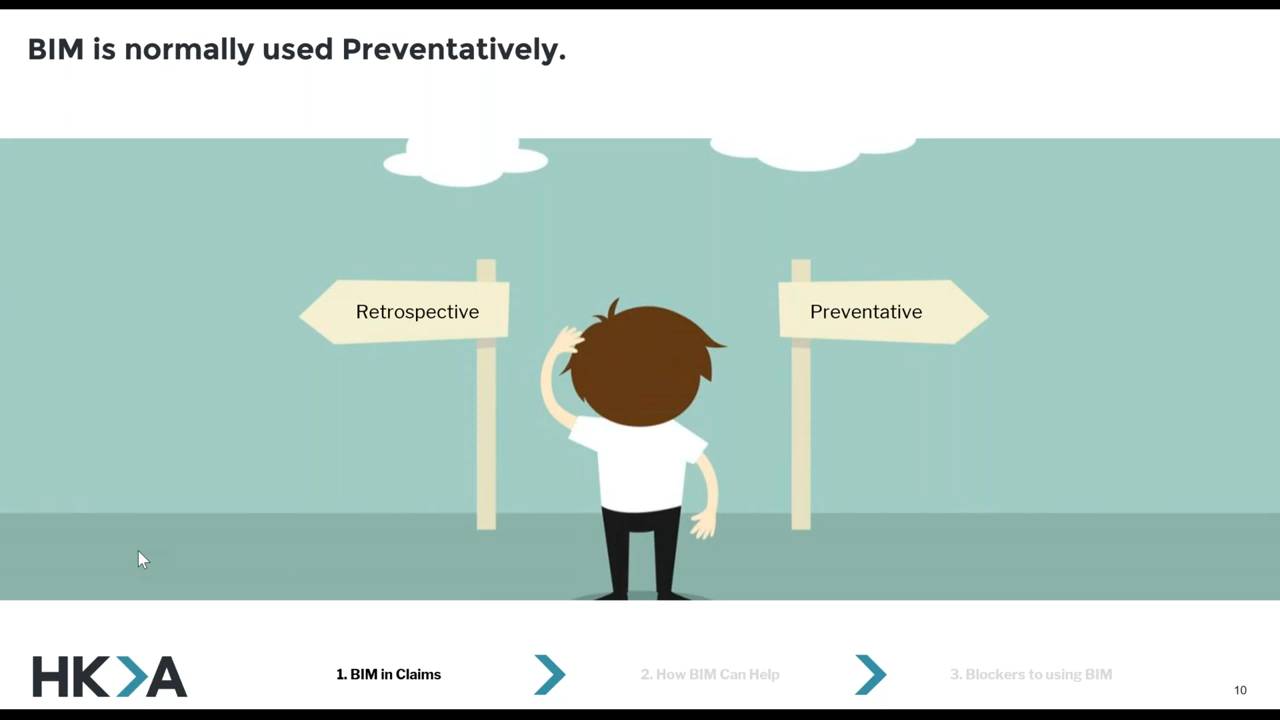 BIM is normally used Preventatively.
Retrospective
Preventative
HKA
1. BIM in Claims
2. How BIM Can Help
3. Blockers to using BIM
10